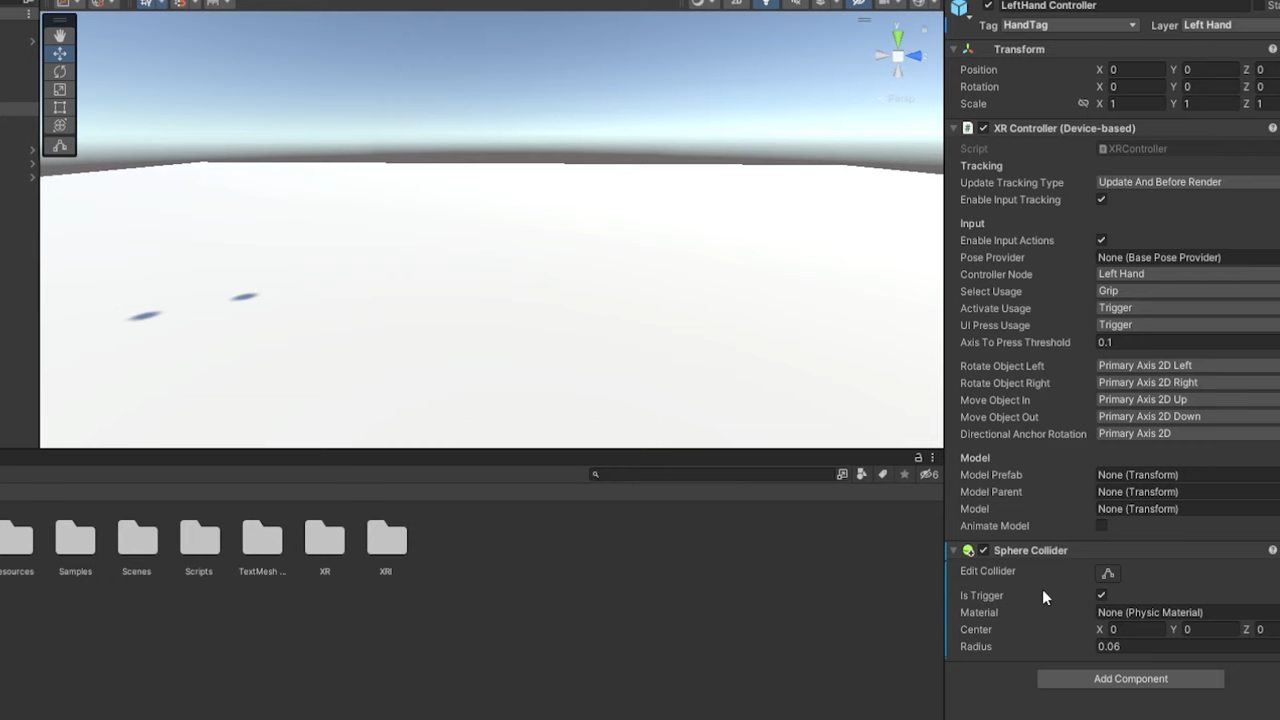 LeftHand Controller
Tag HandTag Layer Left Hand
Transform
Position X 0 Y 0 Z 0
Rotation X 0 Y 0 Z 0
Scale X 1 Y 1 Z 1
XR Controller (Device-based)
Script XRController
Tracking
Update Tracking Type Update And Before Render
Enable Input Tracking
Input
Enable Input Actions
Pose Provider None (Base Pose Provider)
Controller Node Left Hand
Select Usage Grip
Activate Usage Trigger
UI Press Usage Trigger
Axis To Press Threshold 0.1
Rotate Object Left Primary Axis 2D Left
Rotate Object Right Primary Axis 2D Right
Move Object In Primary Axis 2D Up
Move Object Out Primary Axis 2D Down
Directional Anchor Rotation Primary Axis 2D
Model
Model Prefab None (Transform)
Model Parent None (Transform)
Model None (Transform)
Animate Model
Sphere Collider
Edit Collider
Is Trigger
Material None (Physic Material)
Center X 0 Y 0 Z 0
Radius 0.06
Add Component
Persp
6
sources Samples Scenes Scripts TextMesh ... XR XRI